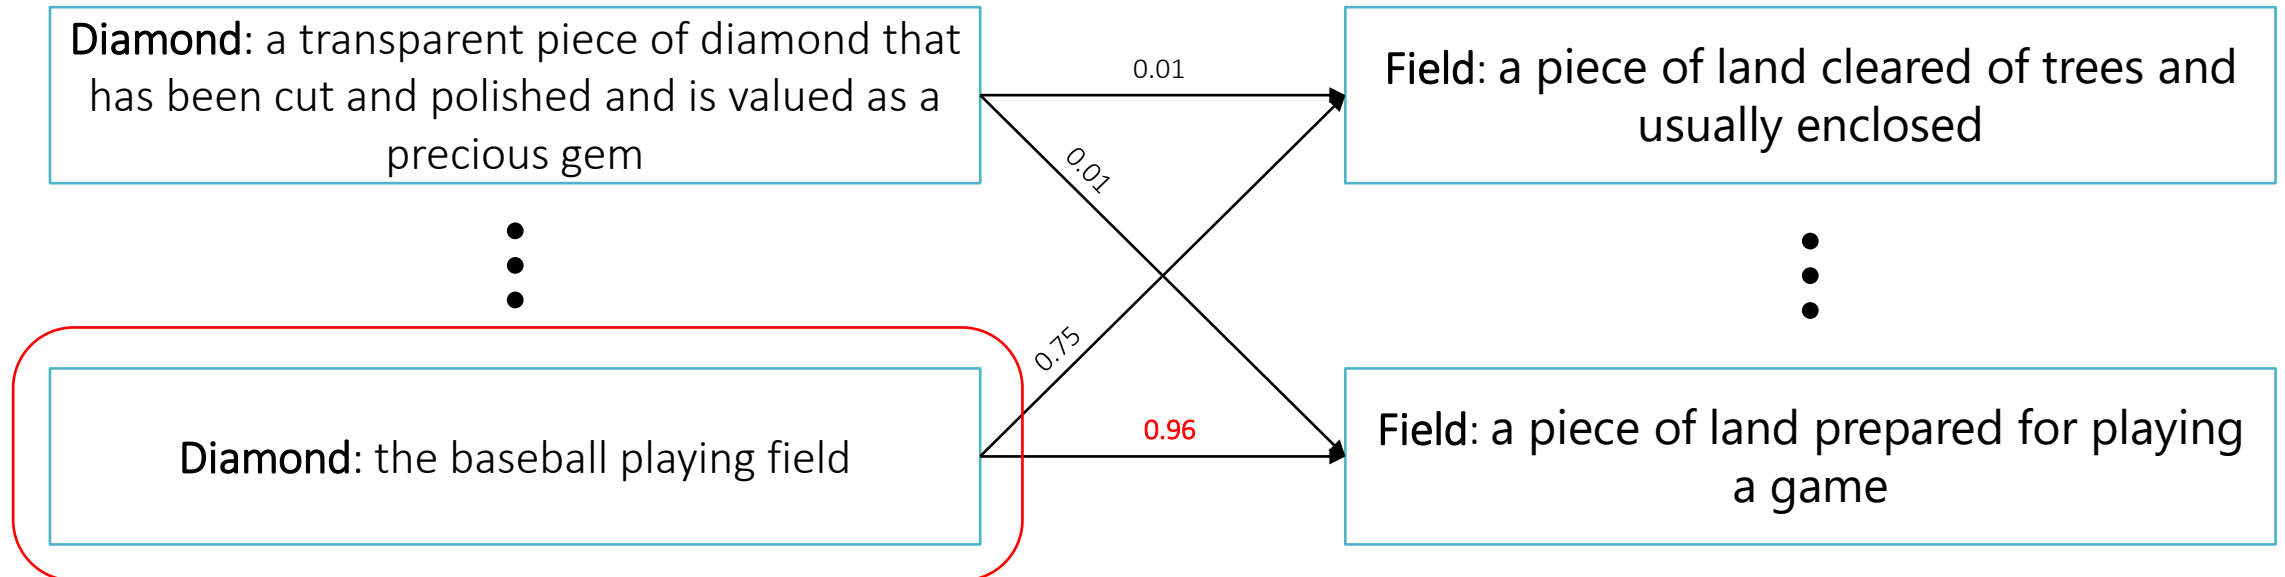 Diamond: a transparent piece of diamond that
has been cut and polished and is valued as a
precious gem
0.01
Field: a piece of land cleared of trees and
usually enclosed
0.01
0.75
Diamond: the baseball playing field
0.96
Field: a piece of land prepared for playing
a game